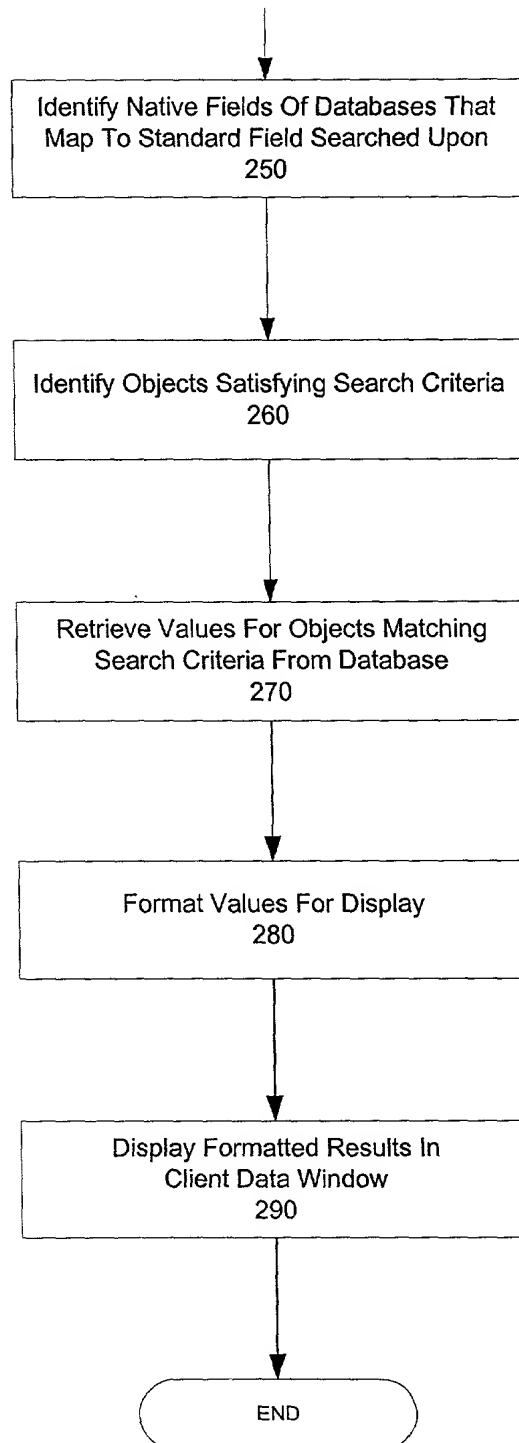 Identify Native Fields Of Databases That
Map To Standard Field Searched Upon
250
Identify Objects Satisfying Search Criteria
260
Retrieve Values For Objects Matching
Search Criteria From Database
270
Format Values For Display
280
Display Formatted Results In
Client Data Window
290
END